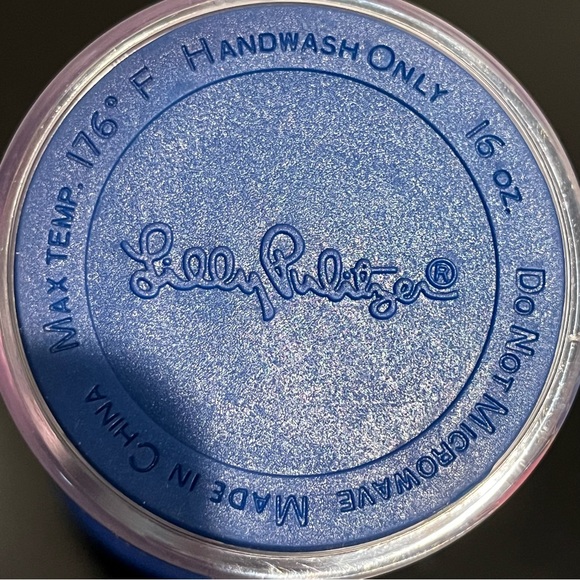 Max Temp. 176° F
Handwash Only
16 oz.
Do Not Microwave
Made in China
Lilly Pulitzer®